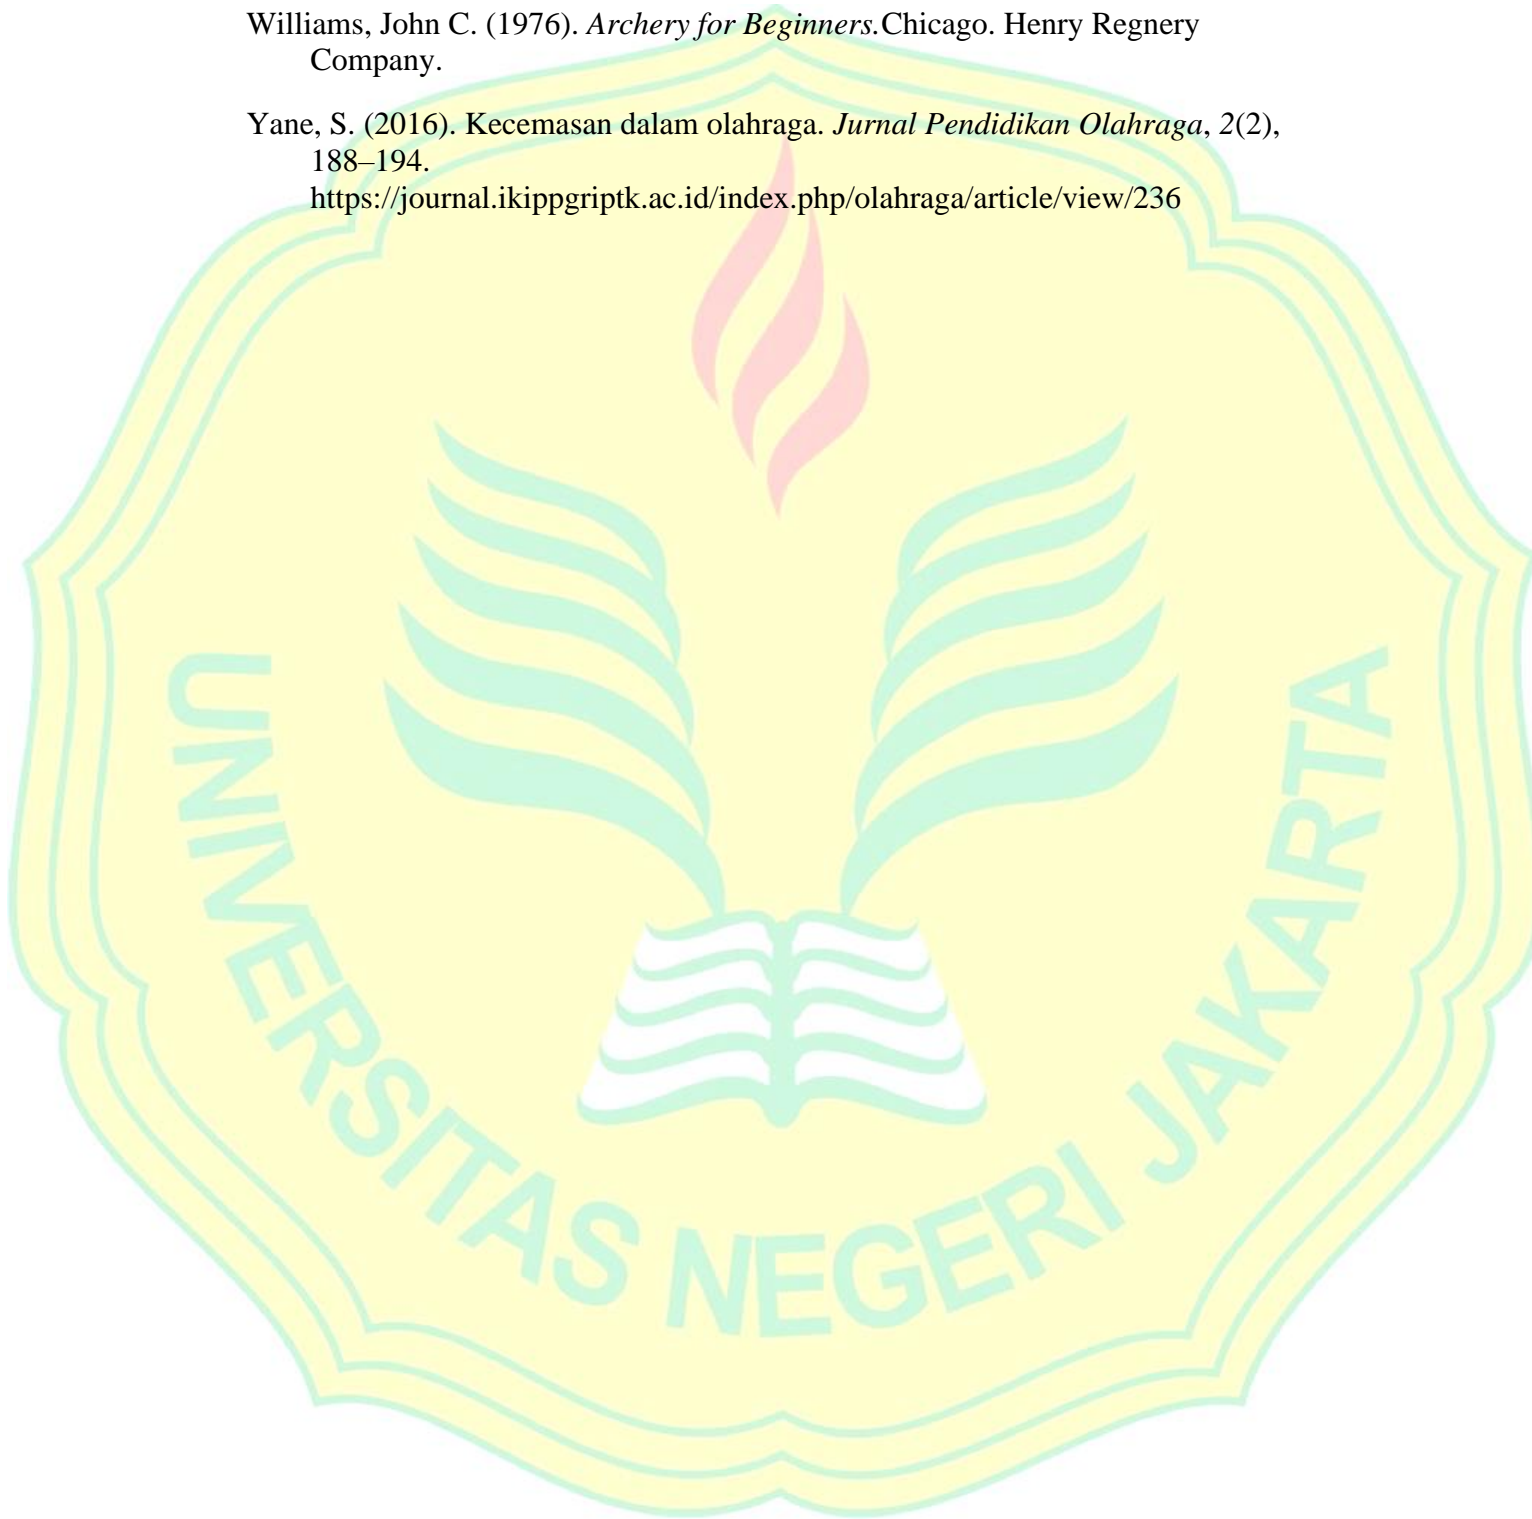 Williams, John C. (1976). Archery for Beginners.Chicago. Henry Regnery
Company.
Yane, S. (2016). Kecemasan dalam olahraga. Jurnal Pendidikan Olahraga, 2(2),
188–194.
https://journal.ikippgriptk.ac.id/index.php/olahraga/article/view/236
UNIVERSITAS NEGERI JAKARTA